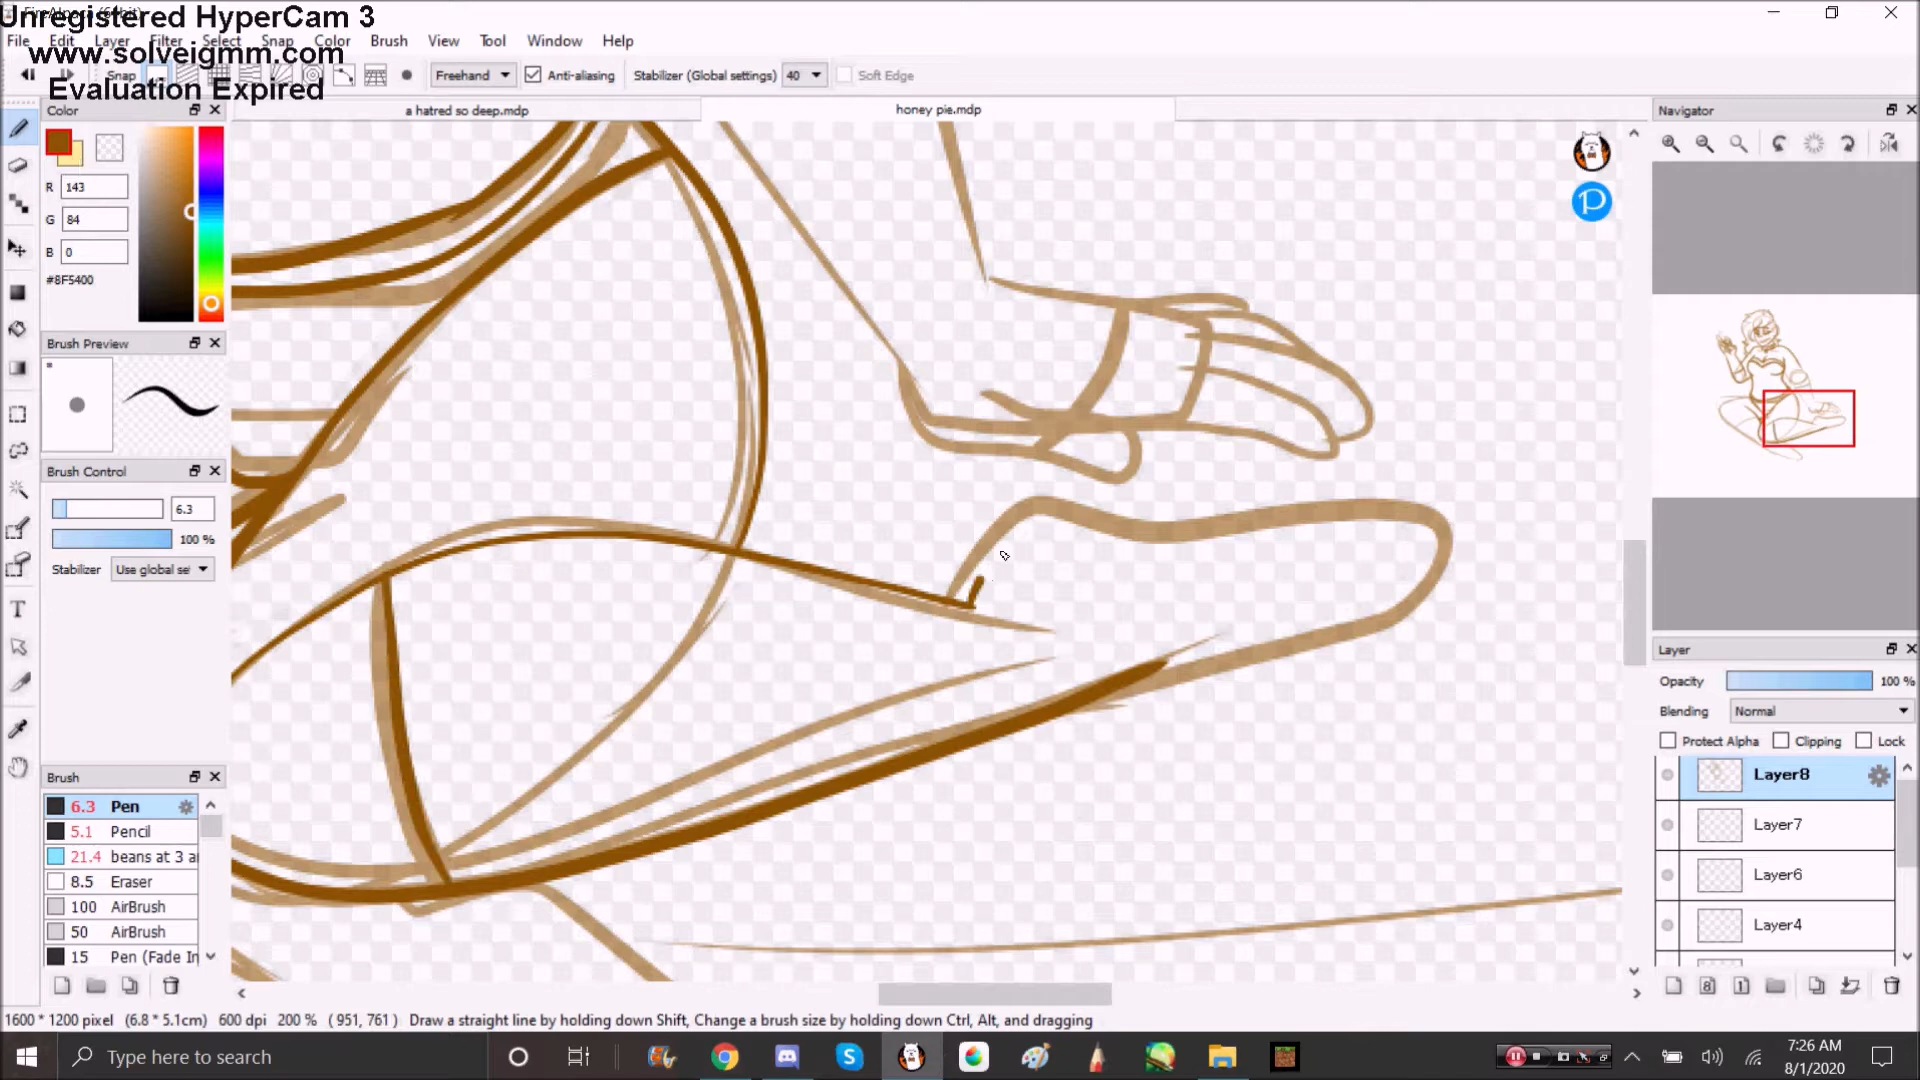 Unregistered HyperCam 3
www.solveigmm.com
Evaluation Expired
File Edit Layer Filter Select Snap Color Brush View Tool Window Help
Snap Freehand Anti-aliasing Stabilizer (Global settings) 40 Soft Edge
a hatred so deep.mdp honey pie.mdp
Color
R 143
G 84
B 0
#8F5400
Brush Preview
Brush Control
6.3
100 %
Stabilizer Use global se
Brush
6.3 Pen
5.1 Pencil
21.4 beans at 3 a
8.5 Eraser
100 AirBrush
50 AirBrush
15 Pen (Fade In
Navigator
Layer
Opacity 100 %
Blending Normal
Protect Alpha Clipping Lock
Layer8
Layer7
Layer6
Layer4
1600 * 1200 pixel (6.8 * 5.1cm) 600 dpi 200 % ( 951, 761 ) Draw a straight line by holding down Shift, Change a brush size by holding down Ctrl, Alt, and dragging
Type here to search
7:26 AM
8/1/2020